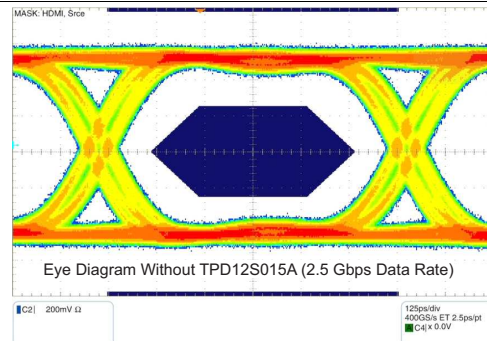 MASK: HDMI, Srce
Eye Diagram Without TPD12S015A (2.5 Gbps Data Rate)
C2| 200mV Ω
125ps/div
400GS/s ET 2.5ps/pt
A C4| x 0.0V